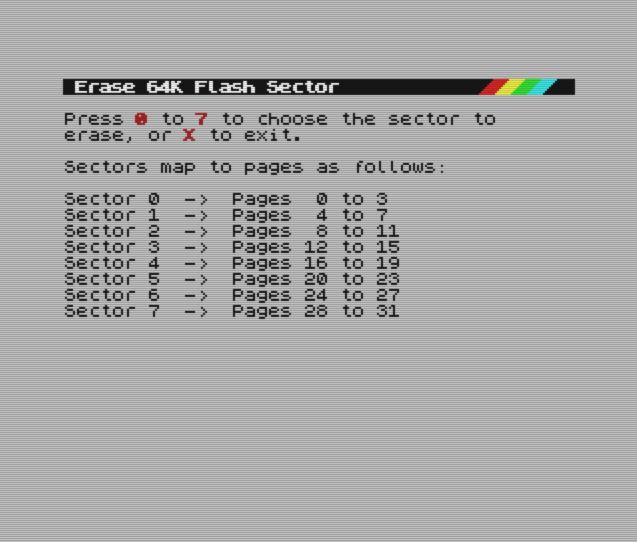 Erase 64K Flash Sector
Press 0 to 7 to choose the sector to
erase, or X to exit.
Sectors map to pages as follows:
Sector 0 -> Pages 0 to 3
Sector 1 -> Pages 4 to 7
Sector 2 -> Pages 8 to 11
Sector 3 -> Pages 12 to 15
Sector 4 -> Pages 16 to 19
Sector 5 -> Pages 20 to 23
Sector 6 -> Pages 24 to 27
Sector 7 -> Pages 28 to 31